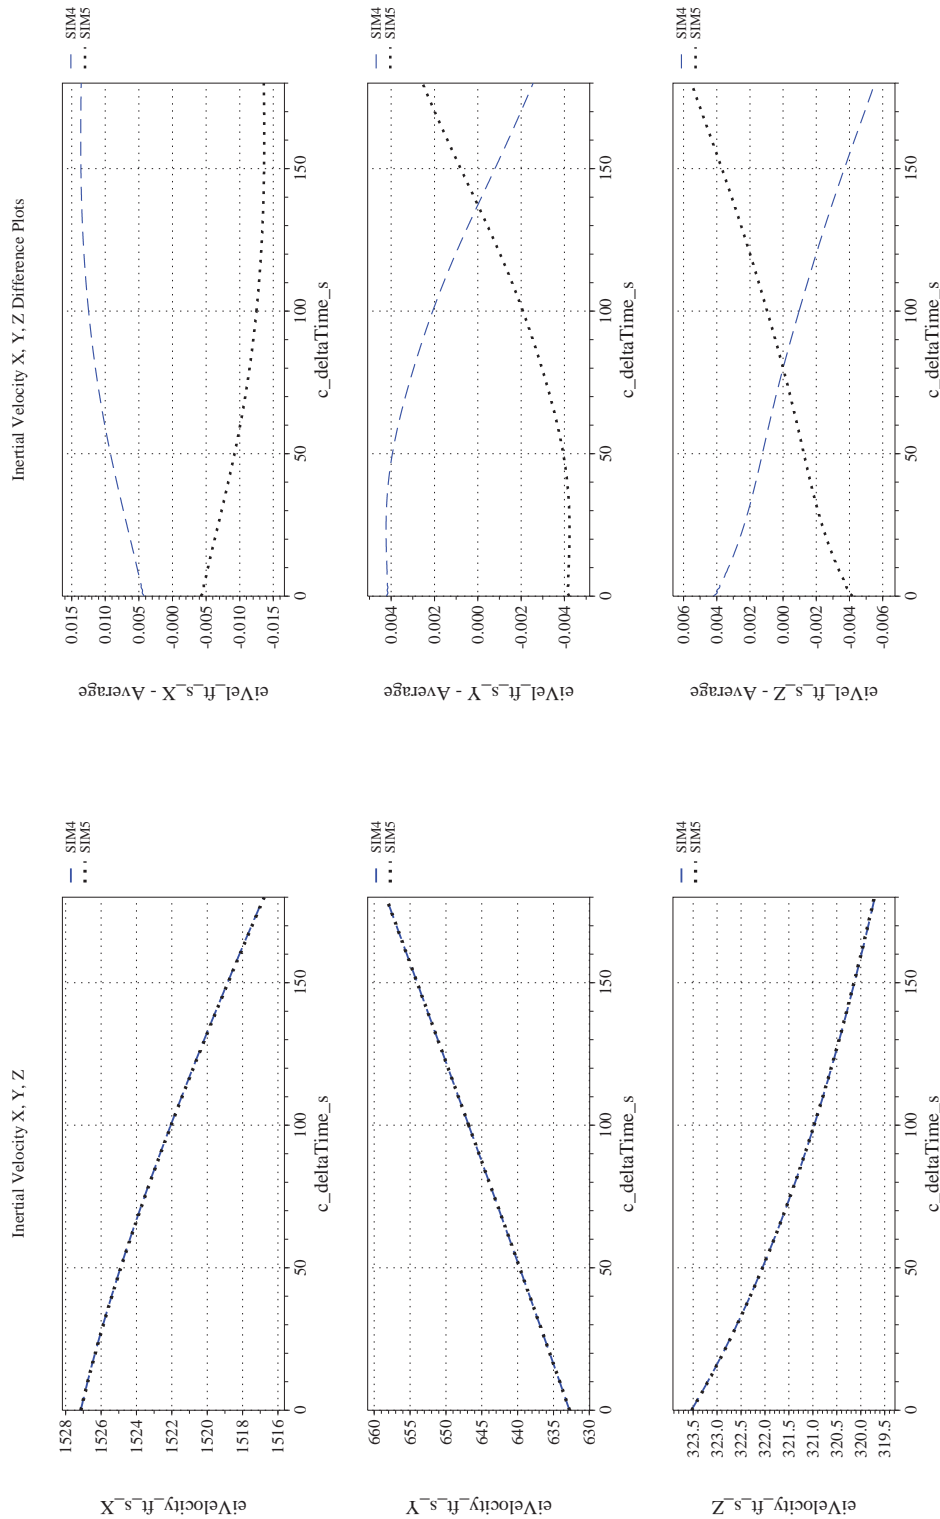 Inertial Velocity X, Y, Z
eiVelocity_ft_s_X
1528
1526
1524
1522
1520
1518
1516
0
50
100
150
c_deltaTime_s
SIM4
SIM5
eiVelocity_ft_s_Y
660
655
650
645
640
635
630
0
50
100
150
c_deltaTime_s
SIM4
SIM5
eiVelocity_ft_s_Z
323.5
323.0
322.5
322.0
321.5
321.0
320.5
320.0
319.5
0
50
100
150
c_deltaTime_s
SIM4
SIM5
Inertial Velocity X, Y, Z Difference Plots
eiVel_ft_s_X - Average
0.015
0.010
0.005
-0.000
-0.005
-0.010
-0.015
0
50
100
150
c_deltaTime_s
SIM4
SIM5
eiVel_ft_s_Y - Average
0.004
0.002
0.000
-0.002
-0.004
0
50
100
150
c_deltaTime_s
SIM4
SIM5
eiVel_ft_s_Z - Average
0.006
0.004
0.002
0.000
-0.002
-0.004
-0.006
0
50
100
150
c_deltaTime_s
SIM4
SIM5